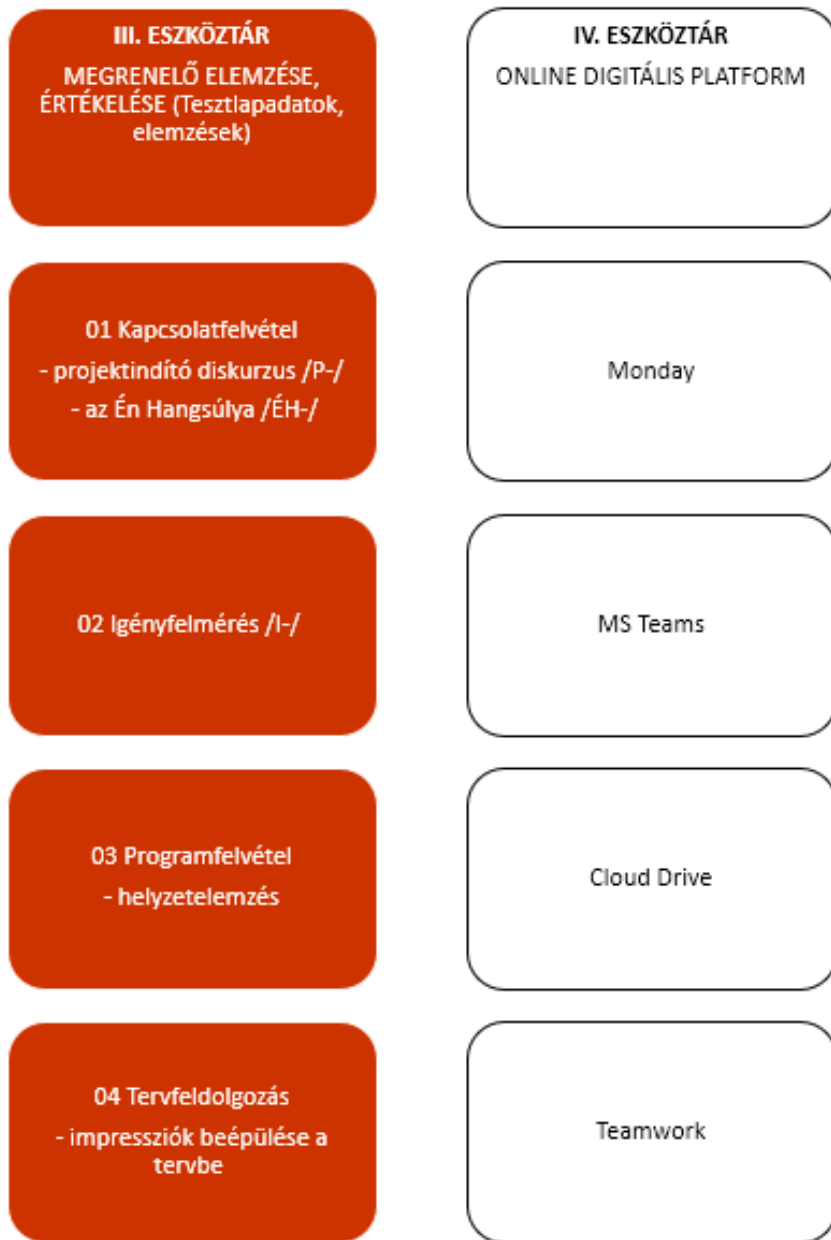 III. ESZKÖZTÁR
MEGRENELŐ ELEMZÉSE,
ÉRTÉKELÉSE (Tesztlapadatok,
elemzések)
01 Kapcsolatfelvétel
- projektindító diskurzus /P-/
- az Én Hangsúlya /ÉH-/
02 Igényfelmérés /I-/
03 Programfelvétel
- helyzetelemzés
04 Tervfeldolgozás
- impressziók beépülése a
tervbe
IV. ESZKÖZTÁR
ONLINE DIGITÁLIS PLATFORM
Monday
MS Teams
Cloud Drive
Teamwork